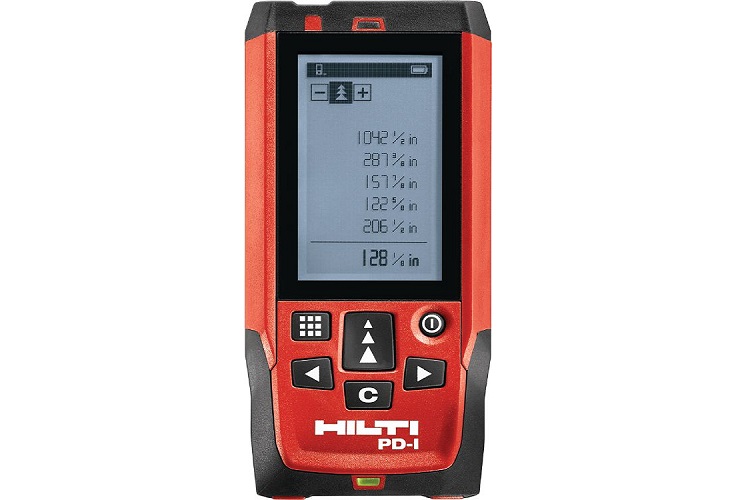 − +
1042 1/2 in
287 3/8 in
157 7/8 in
122 5/8 in
206 1/2 in
128 1/8 in
C
HILTI
PD-I